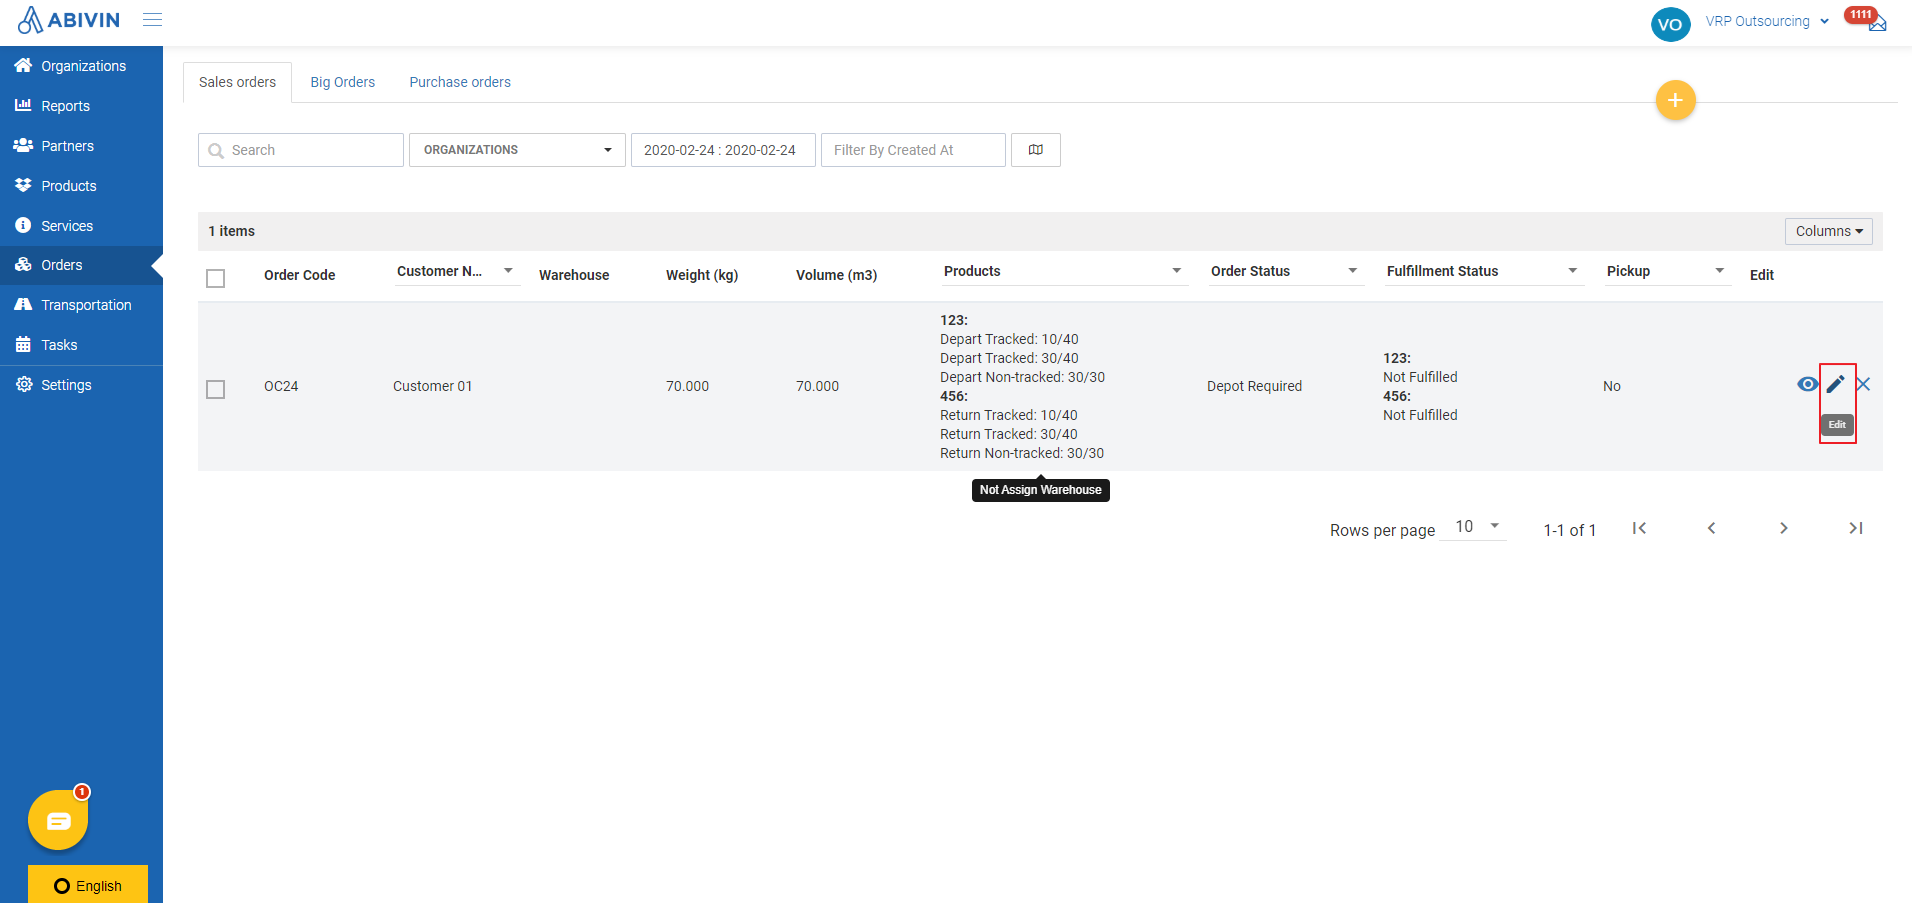 ABIVIN
VO
VRP Outsourcing
1111
Organizations
Reports
Partners
Products
Services
Orders
Transportation
Tasks
Settings
1
English
Sales orders
Big Orders
Purchase orders
+
Search
ORGANIZATIONS
2020-02-24 : 2020-02-24
Filter By Created At
1 items
Columns
Order Code
Customer N...
Warehouse
Weight (kg)
Volume (m3)
Products
Order Status
Fulfillment Status
Pickup
Edit
OC24
Customer 01
70.000
70.000
123:
Depart Tracked: 10/40
Depart Tracked: 30/40
Depart Non-tracked: 30/30
456:
Return Tracked: 10/40
Return Tracked: 30/40
Return Non-tracked: 30/30
Depot Required
123:
Not Fulfilled
456:
Not Fulfilled
No
Edit
Not Assign Warehouse
Rows per page
10
1-1 of 1